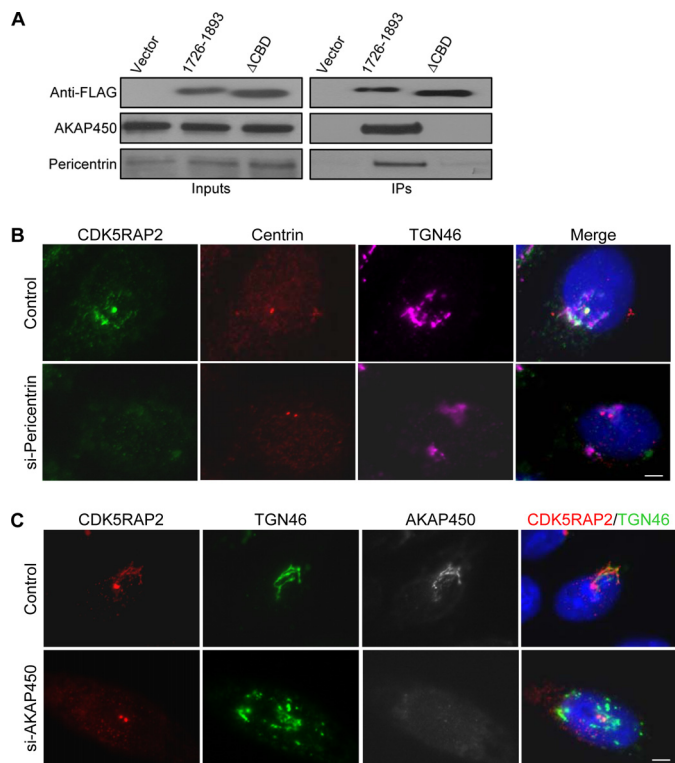 A
Vector
1726-1893
ΔCBD
Vector
1726-1893
ΔCBD
Anti-FLAG
AKAP450
Pericentrin
Inputs
IPs
B
CDK5RAP2
Centrin
TGN46
Merge
Control
si-Pericentrin
C
CDK5RAP2
TGN46
AKAP450
CDK5RAP2/TGN46
Control
si-AKAP450